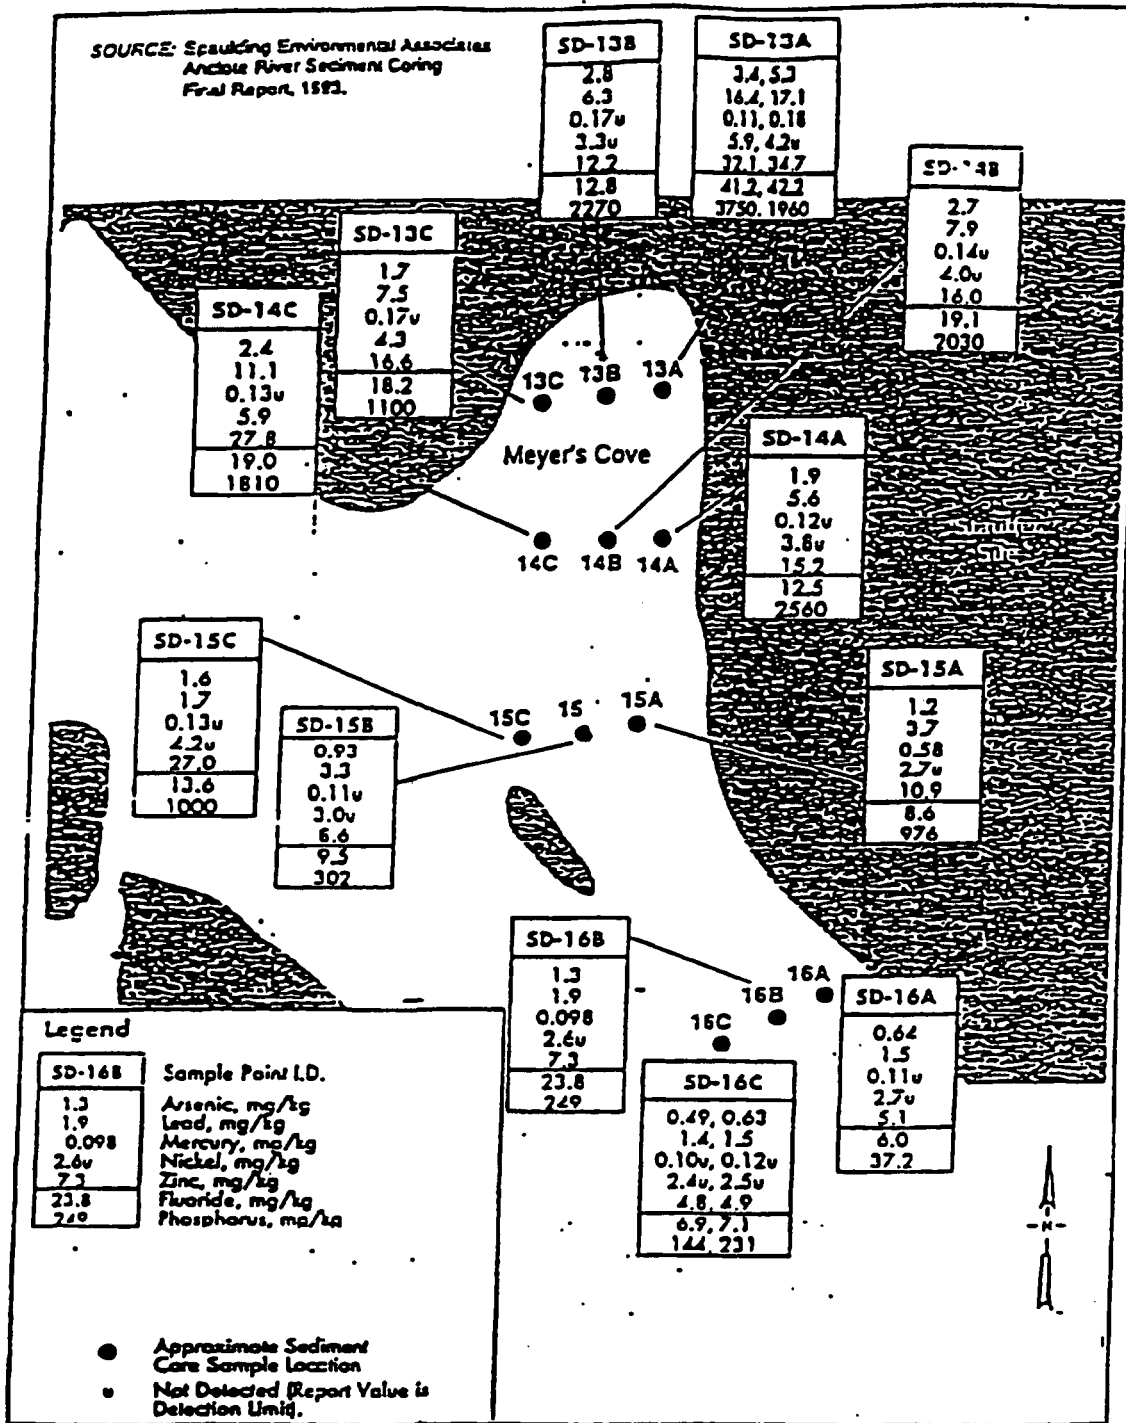 SOURCE: Spaulding Environmental Associates
Anclote River Sediment Coring
Final Report,
SD-13B
2.8
6.3
0.17u
3.3u
12.2
12.8
2270
SD-13A
3.4, 5.3
16.4, 17.1
0.11, 0.18
5.9, 4.2u
32.1, 34.7
41.2, 42.2
3750, 1960
SD-14B
2.7
7.9
0.14u
4.0u
16.0
19.1
2030
SD-13C
1.7
7.5
0.17u
4.3
16.6
18.2
1100
SD-14C
2.4
11.1
0.13u
5.9
27.8
19.0
1810
13C
13B
13A
Meyer's Cove
SD-14A
1.9
5.6
0.12u
3.8u
15.2
12.5
2560
Stauffer
Site
14C
14B
14A
SD-15C
1.6
1.7
0.13u
4.2u
27.0
13.6
1000
SD-15B
0.93
3.3
0.11u
3.0u
8.6
9.5
302
15C
15
15A
SD-15A
1.2
3.7
0.58
2.7u
10.9
8.6
976
SD-16B
1.3
1.9
0.098
2.6u
7.3
23.8
249
16A
16B
16C
SD-16A
0.64
1.5
0.11u
2.7u
5.1
6.0
37.2
SD-16C
0.49, 0.63
1.4, 1.5
0.10u, 0.12u
2.4u, 2.5u
4.8, 4.9
6.9, 7.1
144, 231
Legend
SD-16B Sample Point I.D.
1.3 Arsenic, mg/kg
1.9 Lead, mg/kg
0.098 Mercury, mg/kg
2.6u Nickel, mg/kg
7.3 Zinc, mg/kg
23.8 Fluoride, mg/kg
249 Phosphorus, mg/kg
N
Approximate Sediment
Core Sample Location
u Not Detected (Report Value is
Detection Limit).